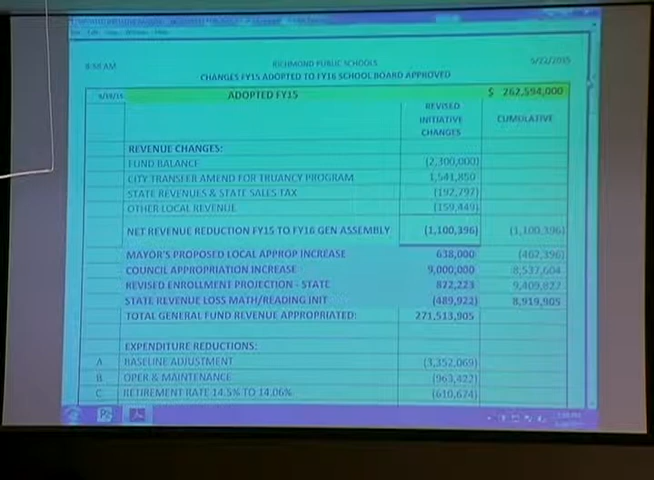 8:58 AM RICHMOND PUBLIC SCHOOLS 5/22/2015
CHANGES FY15 ADOPTED TO FY16 SCHOOL BOARD APPROVED
ADOPTED FY15 $ 262,594,000
REVISED
INITIATIVE CUMULATIVE
CHANGES
REVENUE CHANGES:
FUND BALANCE (2,300,000)
CITY TRANSFER AMEND FOR TRUANCY PROGRAM 1,541,850
STATE REVENUES & STATE SALES TAX (192,797)
OTHER LOCAL REVENUE (159,449)
NET REVENUE REDUCTION FY15 TO FY16 GEN ASSEMBLY (1,100,396) (1,100,396)
MAYOR'S PROPOSED LOCAL APPROP INCREASE 638,000 (462,396)
COUNCIL APPROPRIATION INCREASE 9,000,000 8,537,604
REVISED ENROLLMENT PROJECTION - STATE 872,223 9,409,827
STATE REVENUE LOSS MATH/READING INIT (489,922) 8,919,905
TOTAL GENERAL FUND REVENUE APPROPRIATED: 271,513,905
EXPENDITURE REDUCTIONS:
A BASELINE ADJUSTMENT (3,352,069)
B OPER & MAINTENANCE (963,422)
C RETIREMENT RATE 14.5% TO 14.06% (610,674)